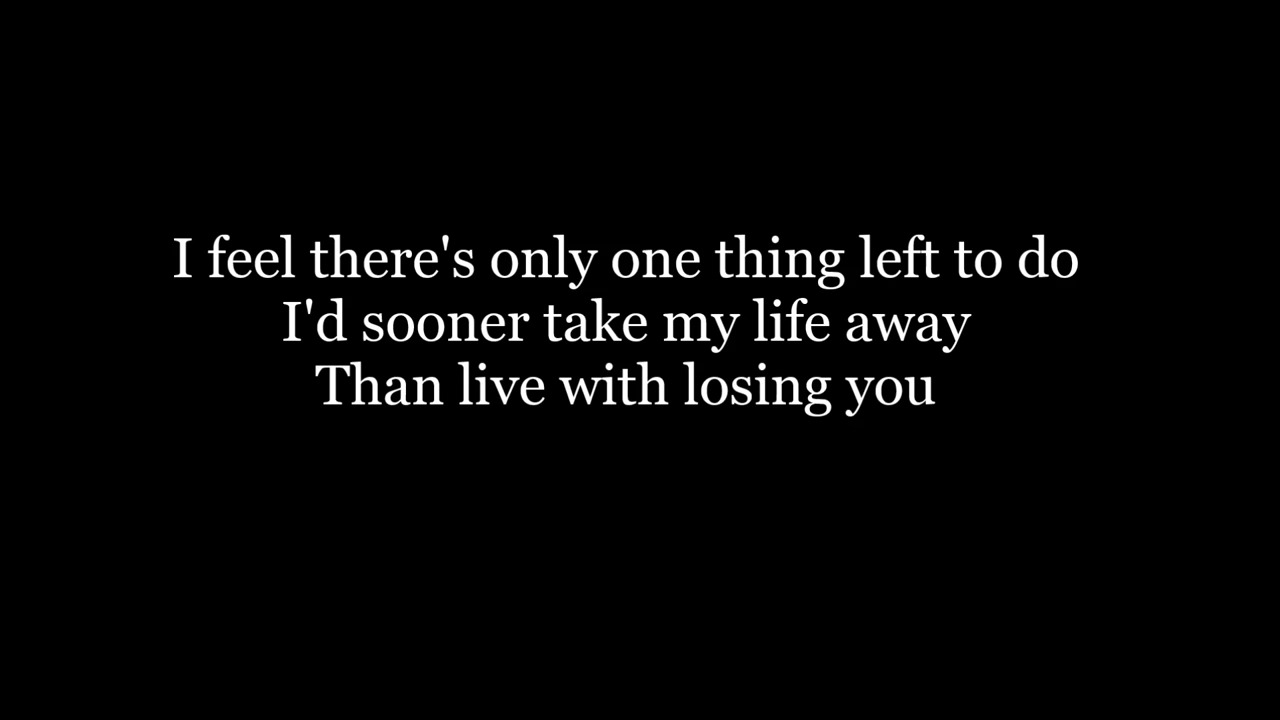 I feel there's only one thing left to do
I'd sooner take my life away
Than live with losing you